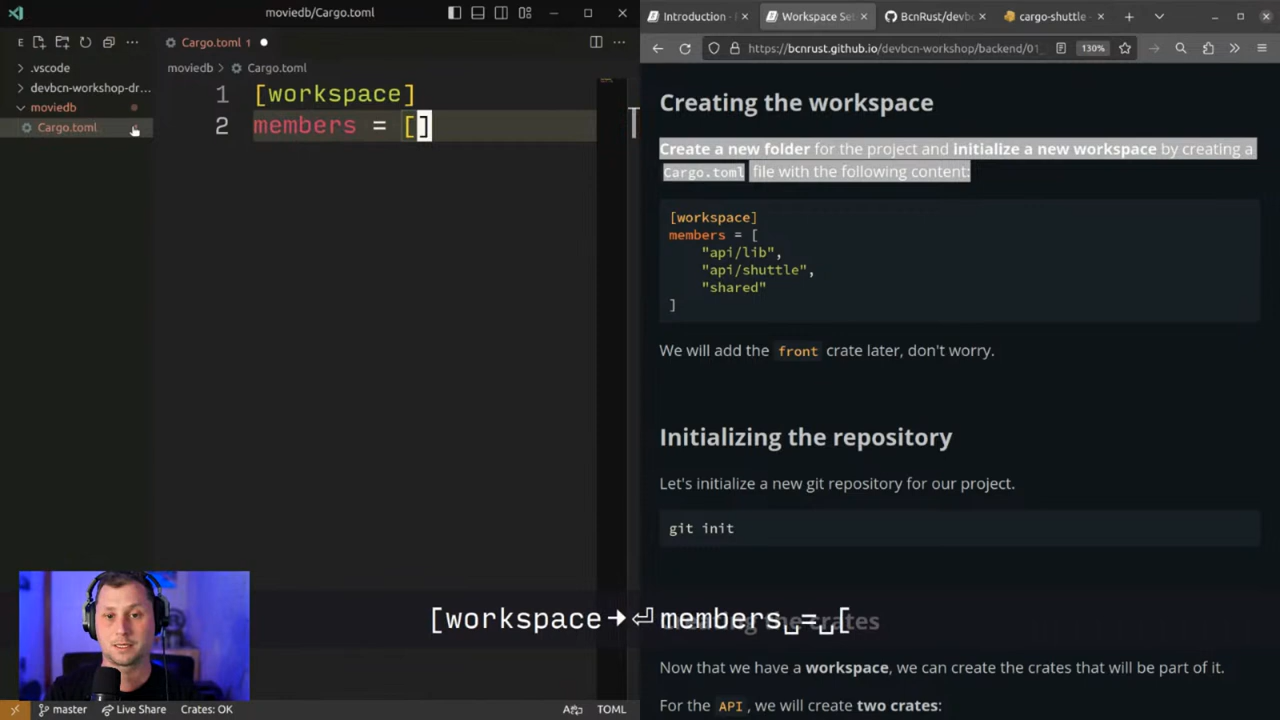 moviedb/Cargo.toml
E
Cargo.toml 1
moviedb > Cargo.toml
.vscode
devbcn-workshop-dr...
moviedb
Cargo.toml
1 [workspace]
2 members = []
master
Live Share
Crates: OK
TOML
Introduction -
Workspace Set
BcnRust/devbc
cargo-shuttle -
https://bcnrust.github.io/devbcn-workshop/backend/01_
130%
Creating the workspace
Create a new folder for the project and initialize a new workspace by creating a
Cargo.toml file with the following content:
[workspace]
members = [
"api/lib",
"api/shuttle",
"shared"
]
We will add the front crate later, don't worry.
Initializing the repository
Let's initialize a new git repository for our project.
git init
[workspace→⏎members␣=␣[
Creating the crates
Now that we have a workspace, we can create the crates that will be part of it.
For the API, we will create two crates: